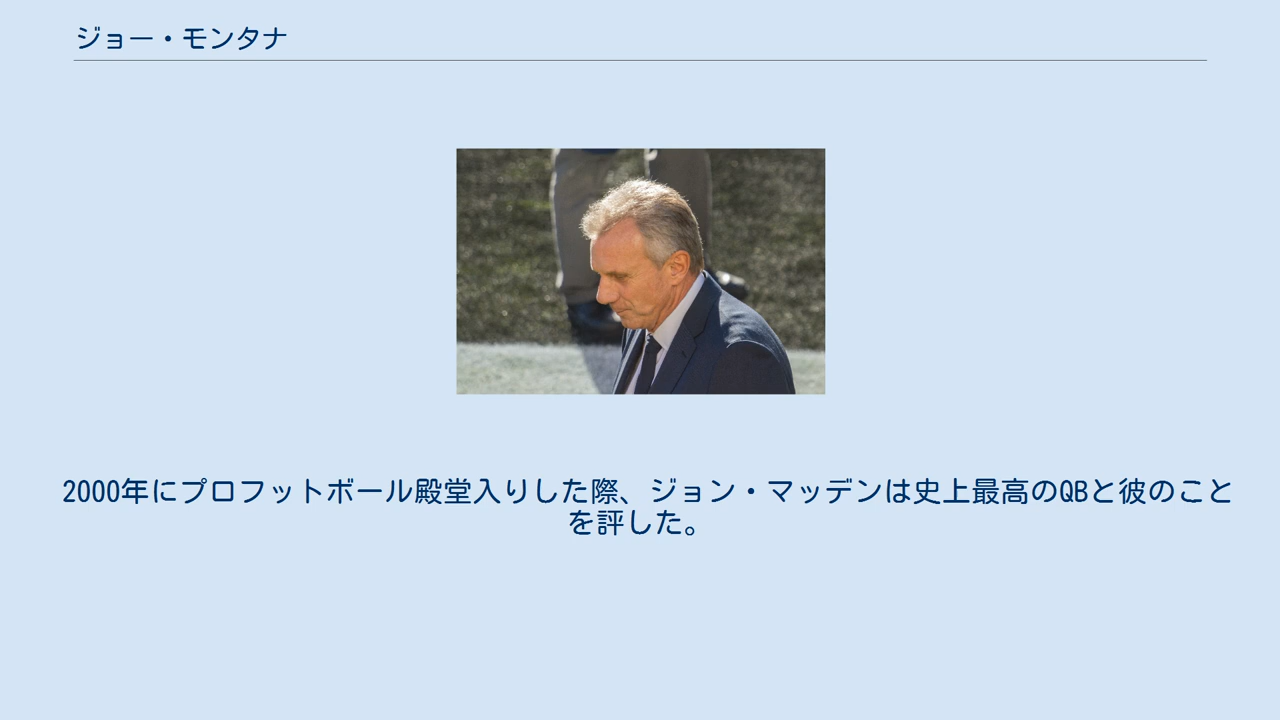 ジョー・モンタナ
2000年にプロフットボール殿堂入りした際、ジョン・マッデンは史上最高のQBと彼のこと
を評した。